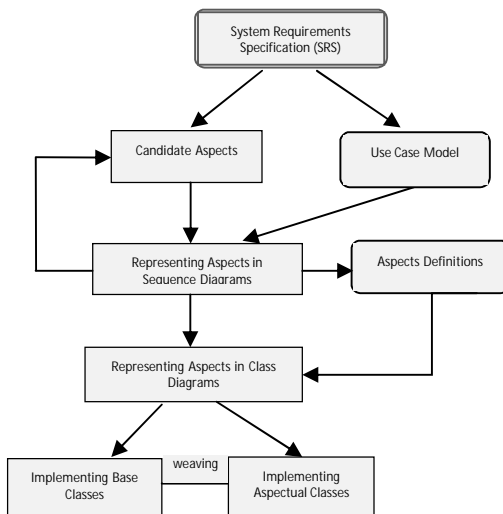 System Requirements
Specification (SRS)
Candidate Aspects
Use Case Model
Representing Aspects in
Sequence Diagrams
Aspects Definitions
Representing Aspects in Class
Diagrams
weaving
Implementing Base
Classes
Implementing
Aspectual Classes